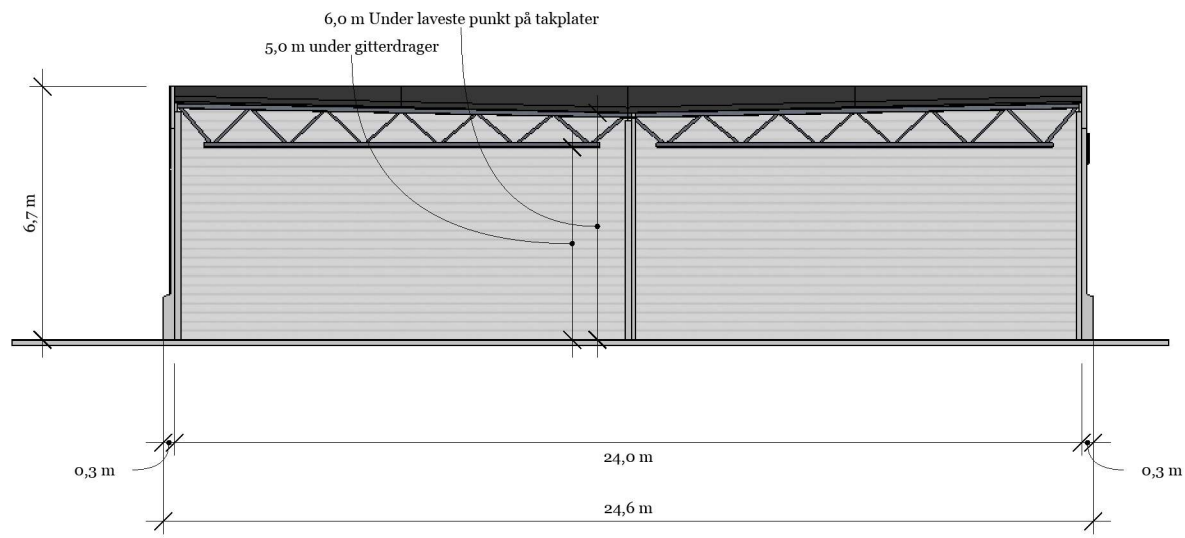 6,0 m Under laveste punkt på takplater
5,0 m under gitterdrager
6,7 m
24,0 m
0,3 m
0,3 m
24,6 m